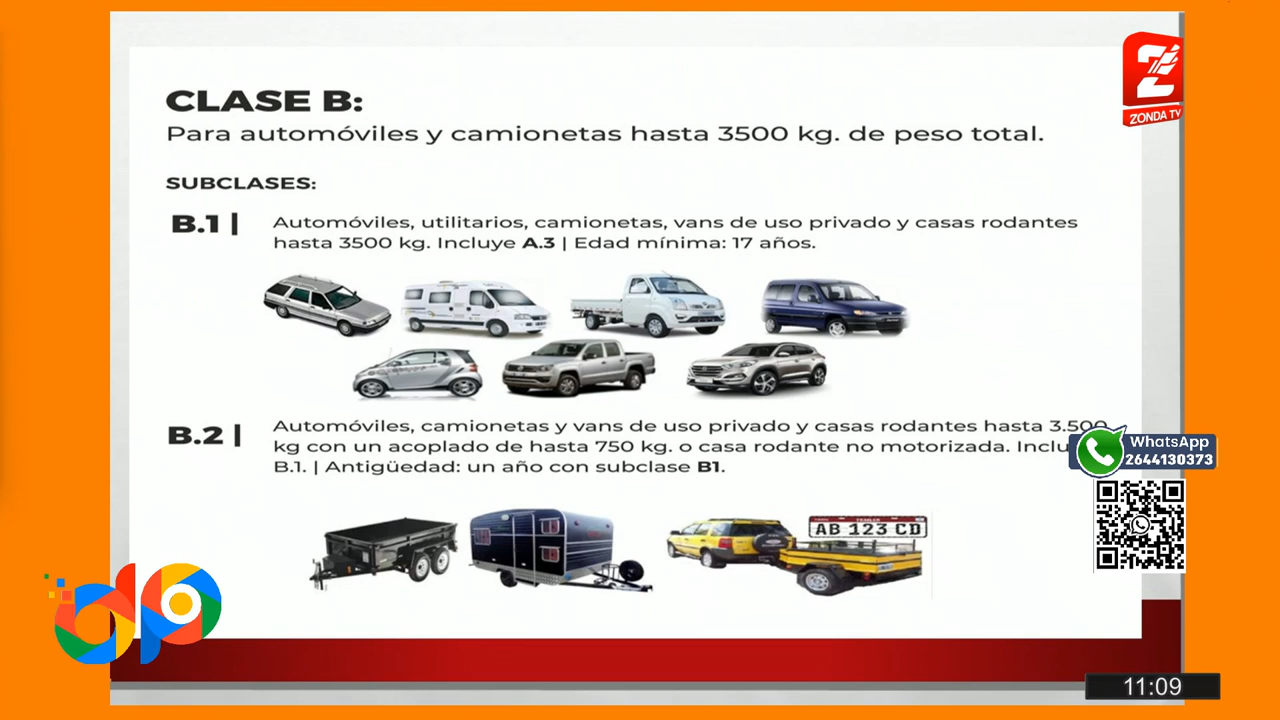 CLASE B:
Para automóviles y camionetas hasta 3500 kg. de peso total.
SUBCLASES:
B.1 |
Automóviles, utilitarios, camionetas, vans de uso privado y casas rodantes
hasta 3500 kg. Incluye A.3 | Edad mínima: 17 años.
B.2 |
Automóviles, camionetas y vans de uso privado y casas rodantes hasta 3.500
kg con un acoplado de hasta 750 kg. o casa rodante no motorizada.
B.1. | Antigüedad: un año con subclase B1.
AB 123 CD
ZONDA TV
WhatsApp
2644130373
11:09